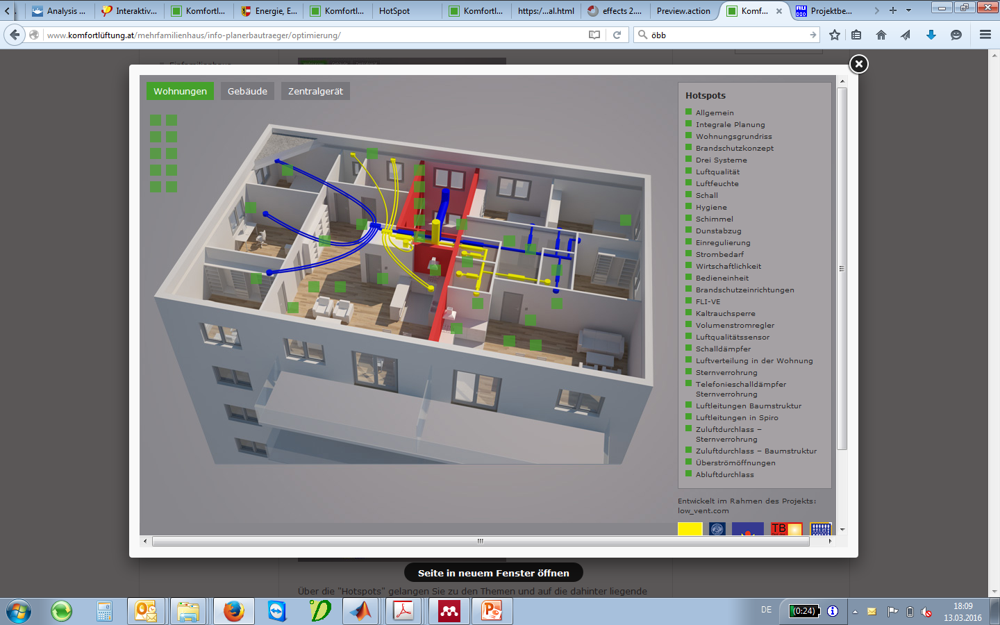 Analysis ...
Interaktiv...
Komfortl...
Energie, E...
Komfortl...
HotSpot
Komfortl...
https:/...al.html
effects 2....
Preview.action
Komf...
Projektbe...
www.komfortlüftung.at/mehrfamilienhaus/info-planerbautraeger/optimierung/
öbb
Wohnungen
Gebäude
Zentralgerät
Hotspots
Allgemein
Integrale Planung
Wohnungsgrundriss
Brandschutzkonzept
Drei Systeme
Luftqualität
Luftfeuchte
Schall
Hygiene
Schimmel
Dunstabzug
Einregulierung
Strombedarf
Wirtschaftlichkeit
Bedieneinheit
Brandschutzeinrichtungen
FLI-VE
Kaltrauchsperre
Volumenstromregler
Luftqualitätssensor
Schalldämpfer
Luftverteilung in der Wohnung
Sternverrohrung
Telefonieschalldämpfer
Sternverrohrung
Luftleitungen Baumstruktur
Luftleitungen in Spiro
Zuluftdurchlass –
Sternverrohrung
Zuluftdurchlass – Baumstruktur
Überströmöffnungen
Abluftdurchlass
Entwickelt im Rahmen des Projekts:
low_vent.com
TB
Seite in neuem Fenster öffnen
Über die "Hotspots" gelangen Sie zu den Themen und auf die dahinter liegende
DE
(0:24)
18:09
13.03.2016